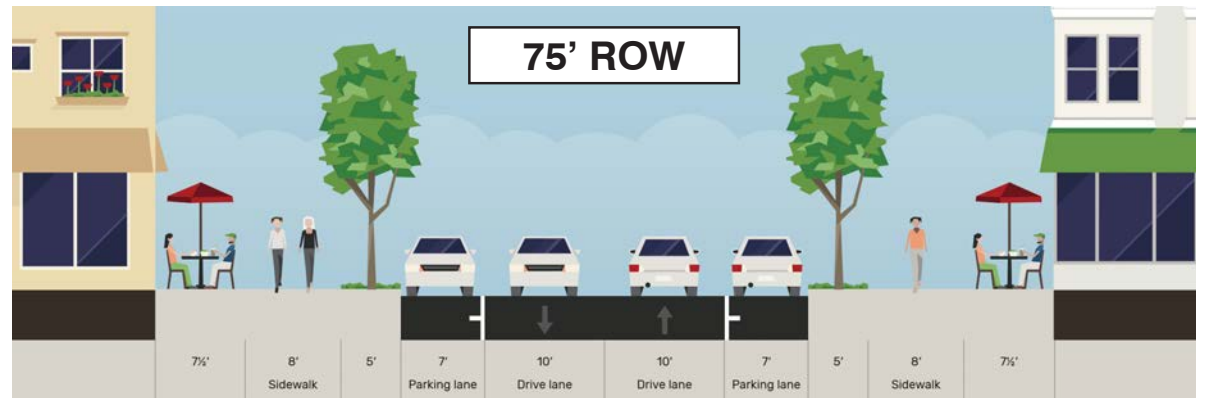 75’ ROW
7½' 8' 5' 7' 10' 10' 7' 5' 8' 7½'
Sidewalk Parking lane Drive lane Drive lane Parking lane Sidewalk